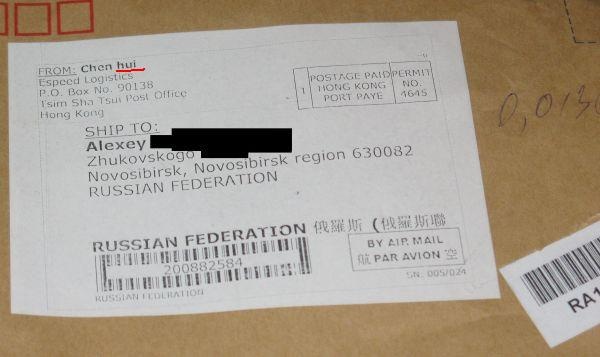 FROM: Chen hui
Espeed Logistics
P.O. Box No. 90138
Tsim Sha Tsui Post Office
Hong Kong
1
POSTAGE PAID
HONG KONG
PORT PAYE
PERMIT
NO.
4645
0,0130
SHIP TO:
Alexey
Zhukovskogo
Novosibirsk, Novosibirsk region 630082
RUSSIAN FEDERATION
RUSSIAN FEDERATION 俄羅斯 (俄羅斯聯
200882584
RUSSIAN FEDERATION
BY AIR MAIL
航 PAR AVION 空
SN. 005/024
RA1